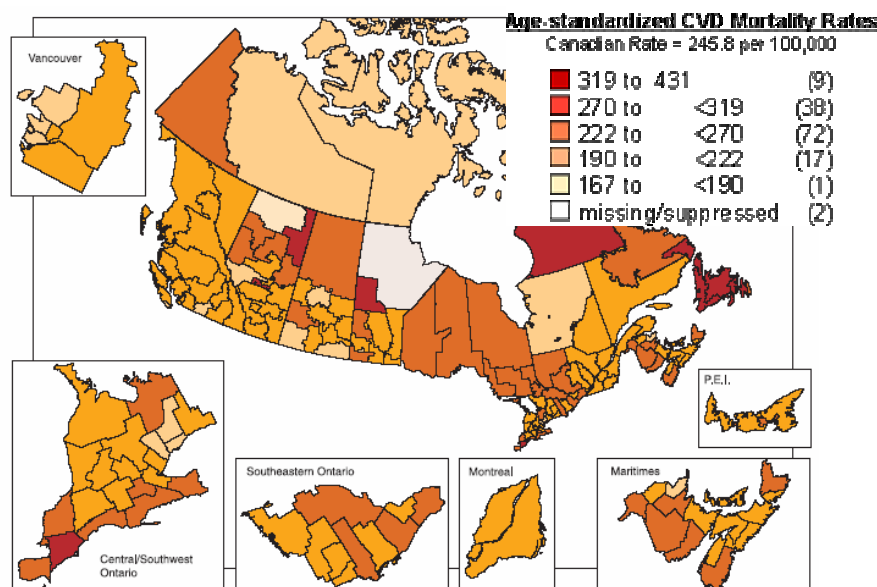 Age-standardized CVD Mortality Rates
Canadian Rate = 245.8 per 100,000
319 to 431 (9)
270 to <319 (38)
222 to <270 (72)
190 to <222 (17)
167 to <190 (1)
missing/suppressed (2)
Vancouver
P.E.I.
Central/Southwest
Ontario
Southeastern Ontario
Montreal
Maritimes